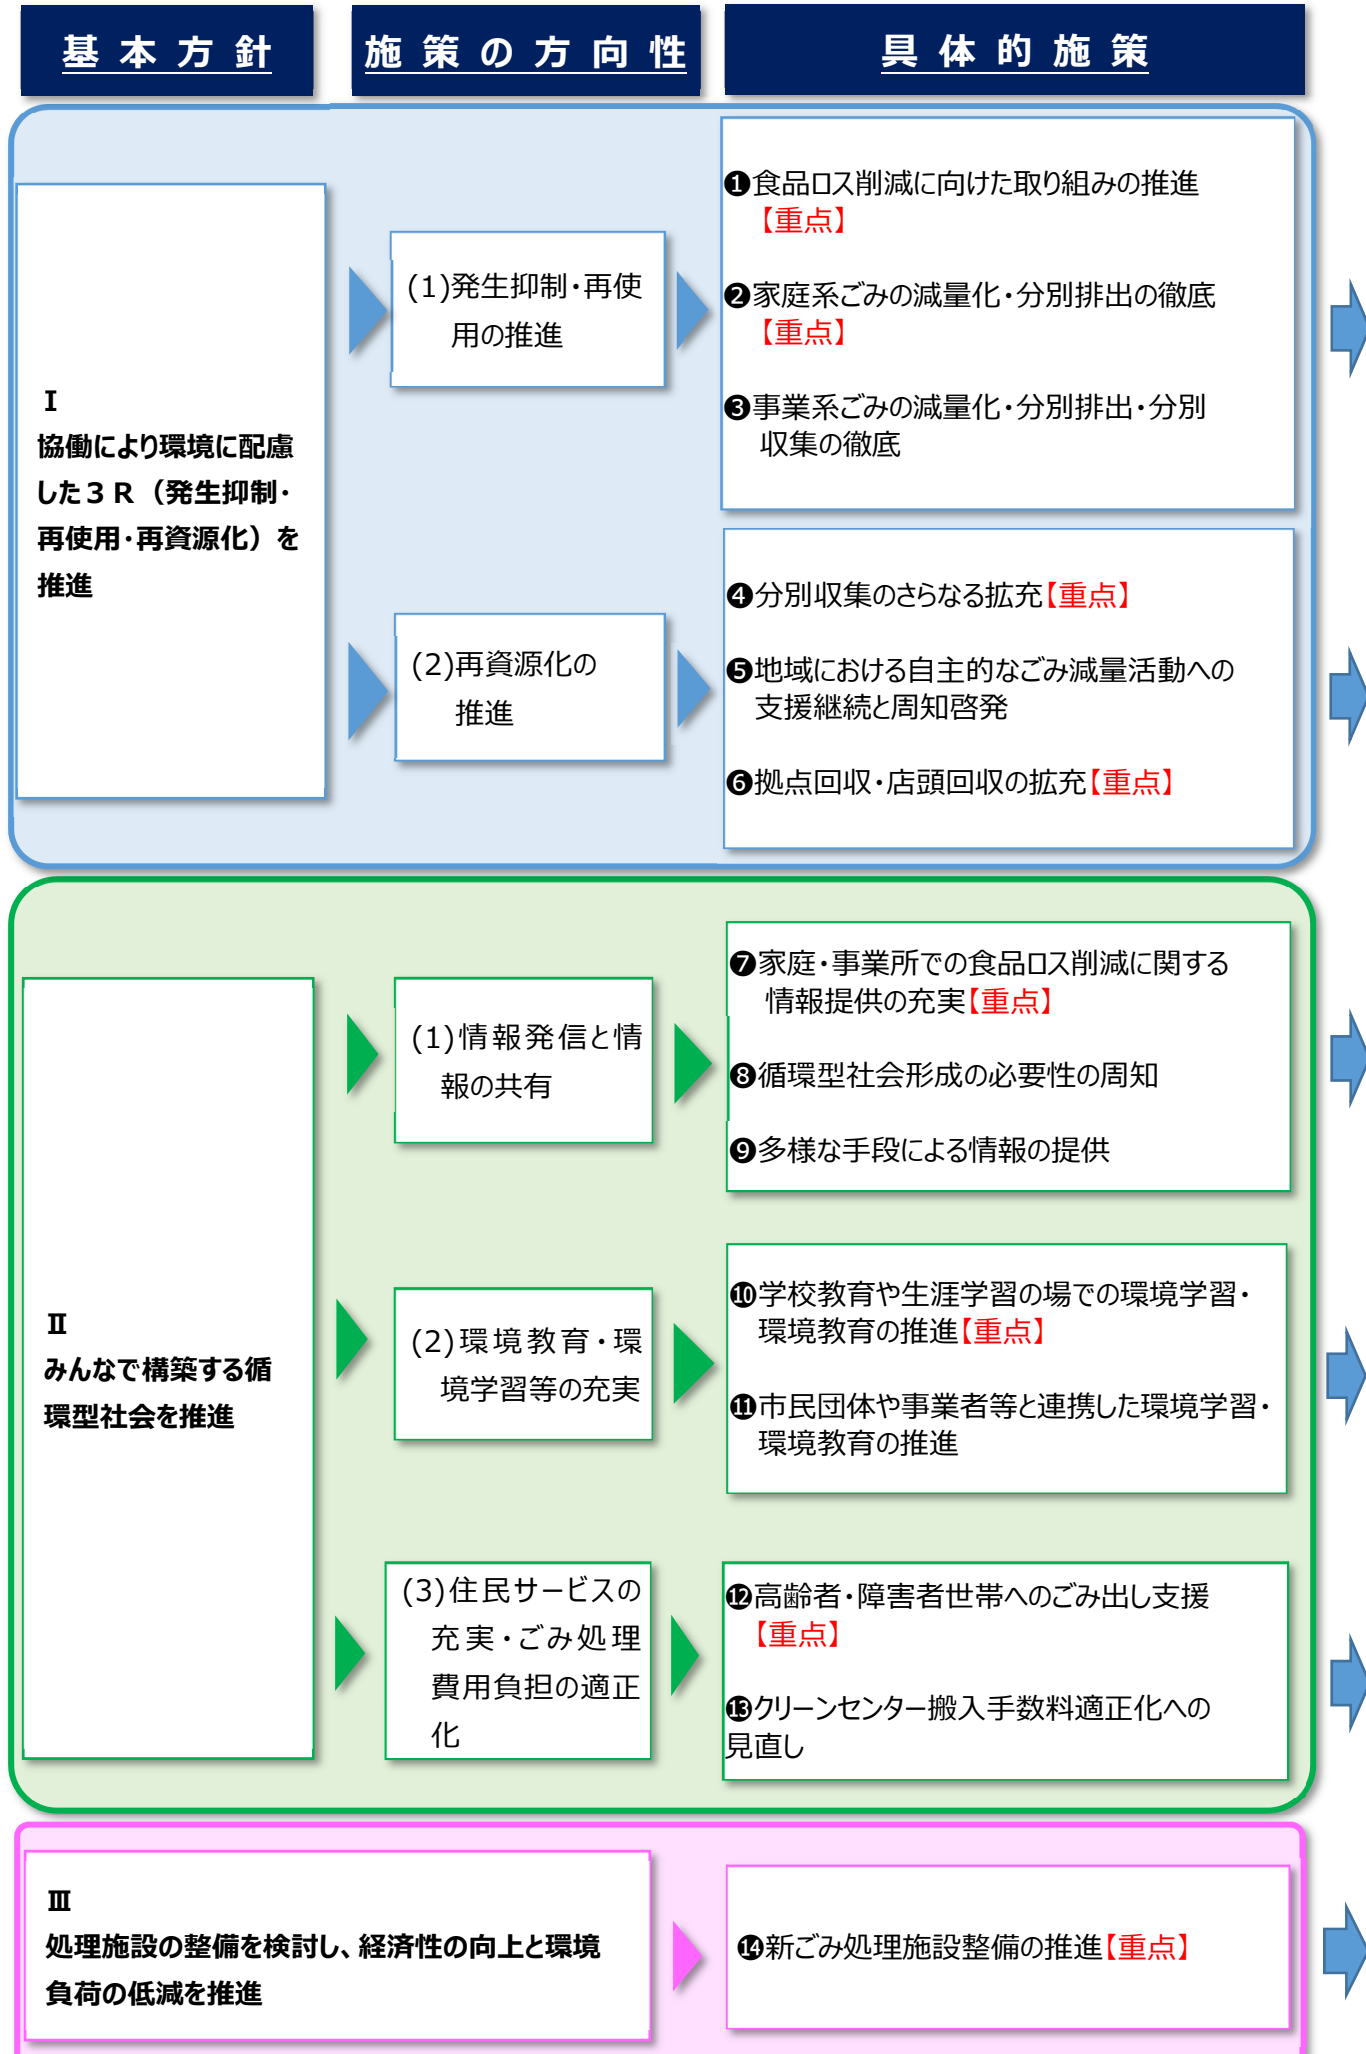 基本方針
施策の方向性
具体的施策
Ⅰ
協働により環境に配慮
した３Ｒ（発生抑制・
再使用・再資源化）を
推進
(1)発生抑制・再使
用の推進
❶食品ロス削減に向けた取り組みの推進
【重点】
❷家庭系ごみの減量化・分別排出の徹底
【重点】
❸事業系ごみの減量化・分別排出・分別
収集の徹底
(2)再資源化の
推進
❹分別収集のさらなる拡充【重点】
❺地域における自主的なごみ減量活動への
支援継続と周知啓発
❻拠点回収・店頭回収の拡充【重点】
Ⅱ
みんなで構築する循
環型社会を推進
(1)情報発信と情
報の共有
❼家庭・事業所での食品ロス削減に関する
情報提供の充実【重点】
❽循環型社会形成の必要性の周知
❾多様な手段による情報の提供
(2)環境教育・環
境学習等の充実
❿学校教育や生涯学習の場での環境学習・
環境教育の推進【重点】
⓫市民団体や事業者等と連携した環境学習・
環境教育の推進
(3)住民サービスの
充実・ごみ処理
費用負担の適正
化
⓬高齢者・障害者世帯へのごみ出し支援
【重点】
⓭クリーンセンター搬入手数料適正化への
見直し
Ⅲ
処理施設の整備を検討し、経済性の向上と環境
負荷の低減を推進
⓮新ごみ処理施設整備の推進【重点】